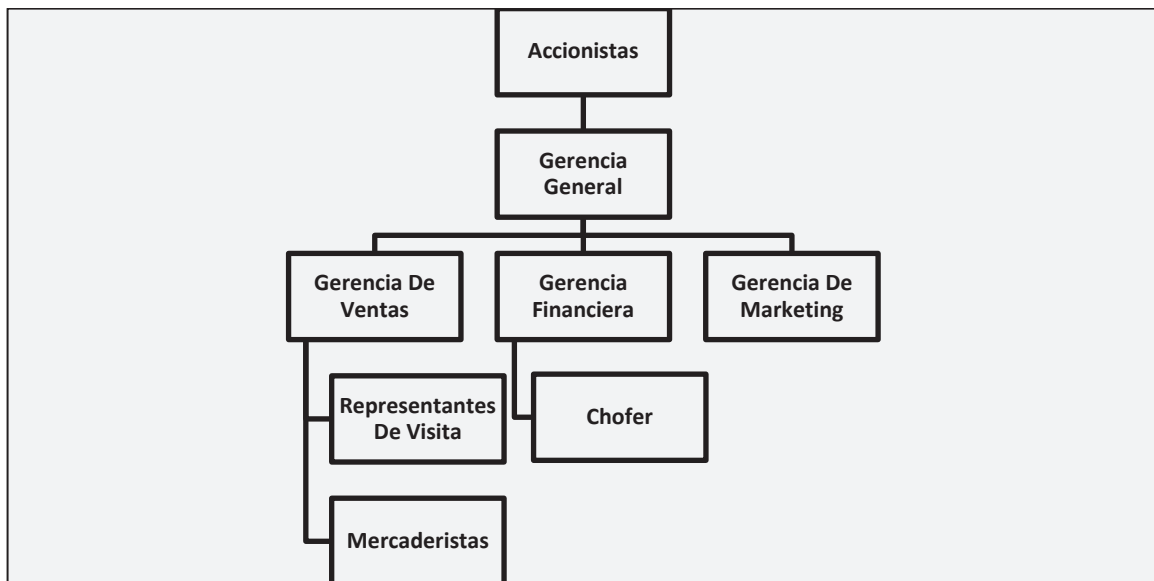 Accionistas
Gerencia
General
Gerencia De
Ventas
Gerencia
Financiera
Gerencia De
Marketing
Representantes
De Visita
Chofer
Mercaderistas